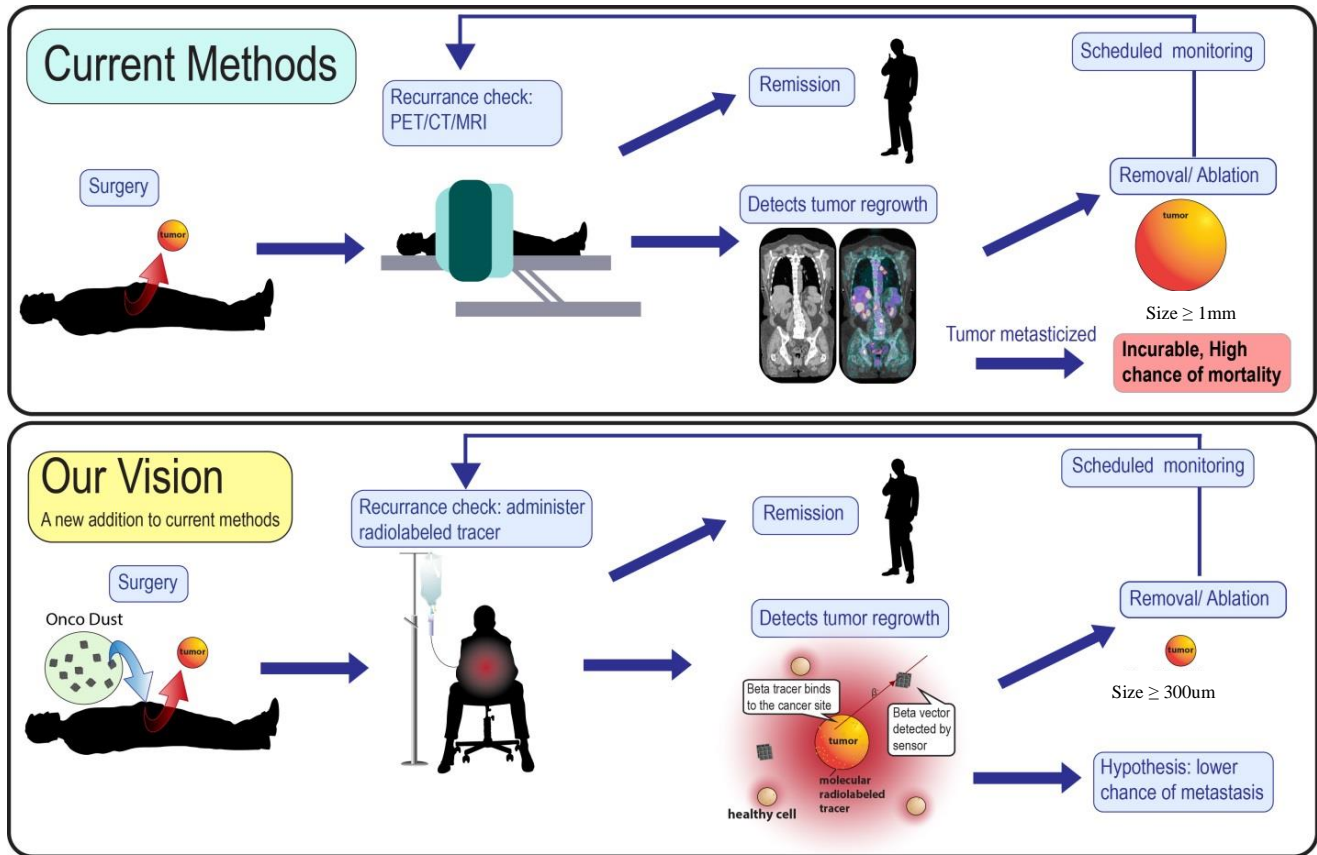 Current Methods
Scheduled monitoring
Recurrance check:
PET/CT/MRI
Remission
Surgery
tumor
Detects tumor regrowth
Removal/ Ablation
tumor
Size ≥ 1mm
Tumor metasticized
Incurable, High
chance of mortality
Our Vision
A new addition to current methods
Scheduled monitoring
Recurrance check: administer
radiolabeled tracer
Remission
Surgery
Onco Dust
tumor
Detects tumor regrowth
Removal/ Ablation
tumor
Size ≥ 300um
Beta tracer binds
to the cancer site
β
Beta vector
detected by
sensor
tumor
molecular
radiolabeled
tracer
healthy cell
Hypothesis: lower
chance of metastasis